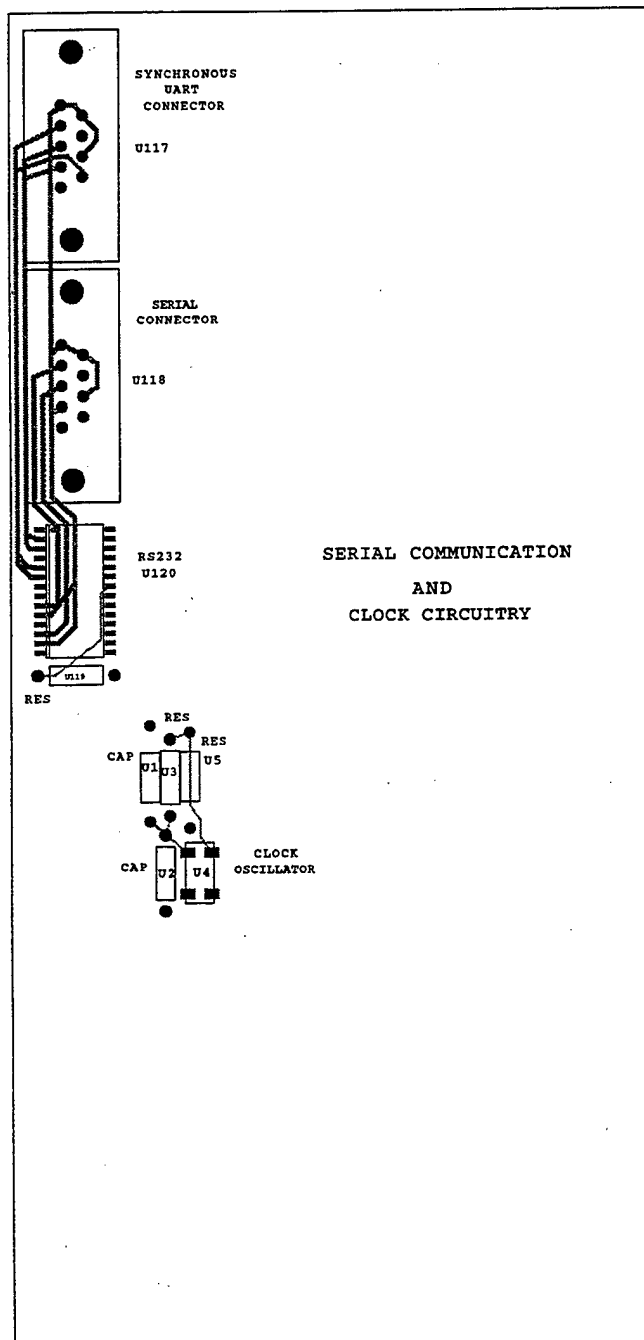 SYNCHRONOUS
UART
CONNECTOR
U117
SERIAL
CONNECTOR
U118
RS232
U120
SERIAL COMMUNICATION
AND
CLOCK CIRCUITRY
U119
RES
RES
RES
CAP
U1
U3
U5
CAP
U2
U4
CLOCK
OSCILLATOR